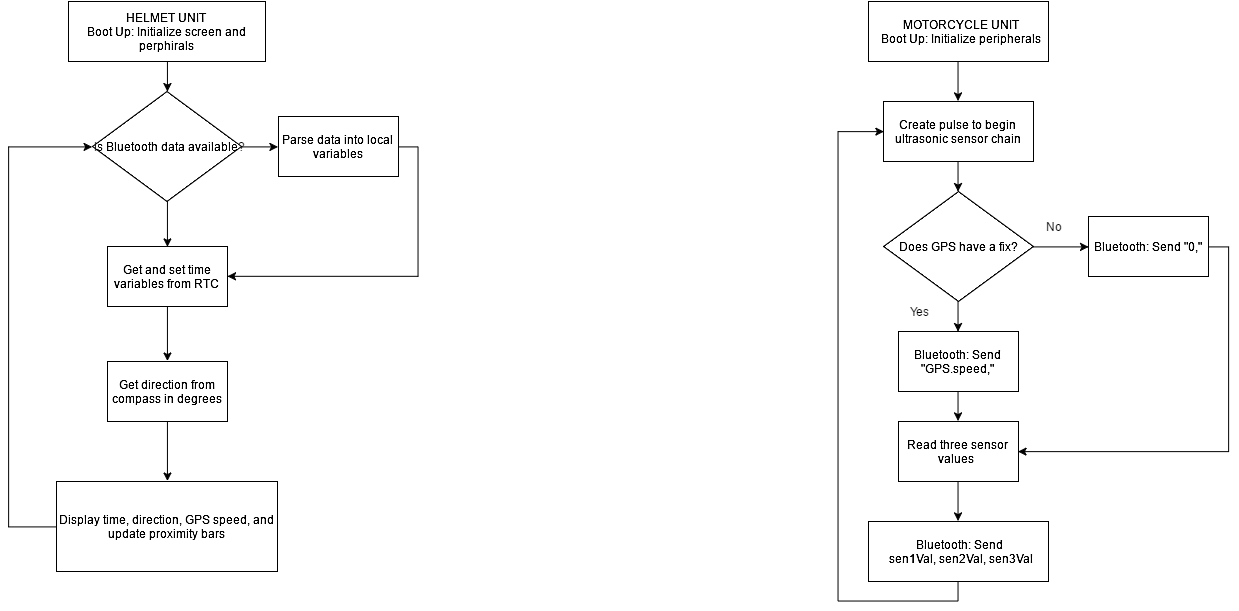 HELMET UNIT
Boot Up: Initialize screen and
perphirals
Is Bluetooth data available?
Parse data into local
variables
Get and set time
variables from RTC
Get direction from
compass in degrees
Display time, direction, GPS speed, and
update proximity bars
MOTORCYCLE UNIT
Boot Up: Initialize peripherals
Create pulse to begin
ultrasonic sensor chain
Does GPS have a fix?
No
Bluetooth: Send "0,"
Yes
Bluetooth: Send
"GPS.speed,"
Read three sensor
values
Bluetooth: Send
sen1Val, sen2Val, sen3Val